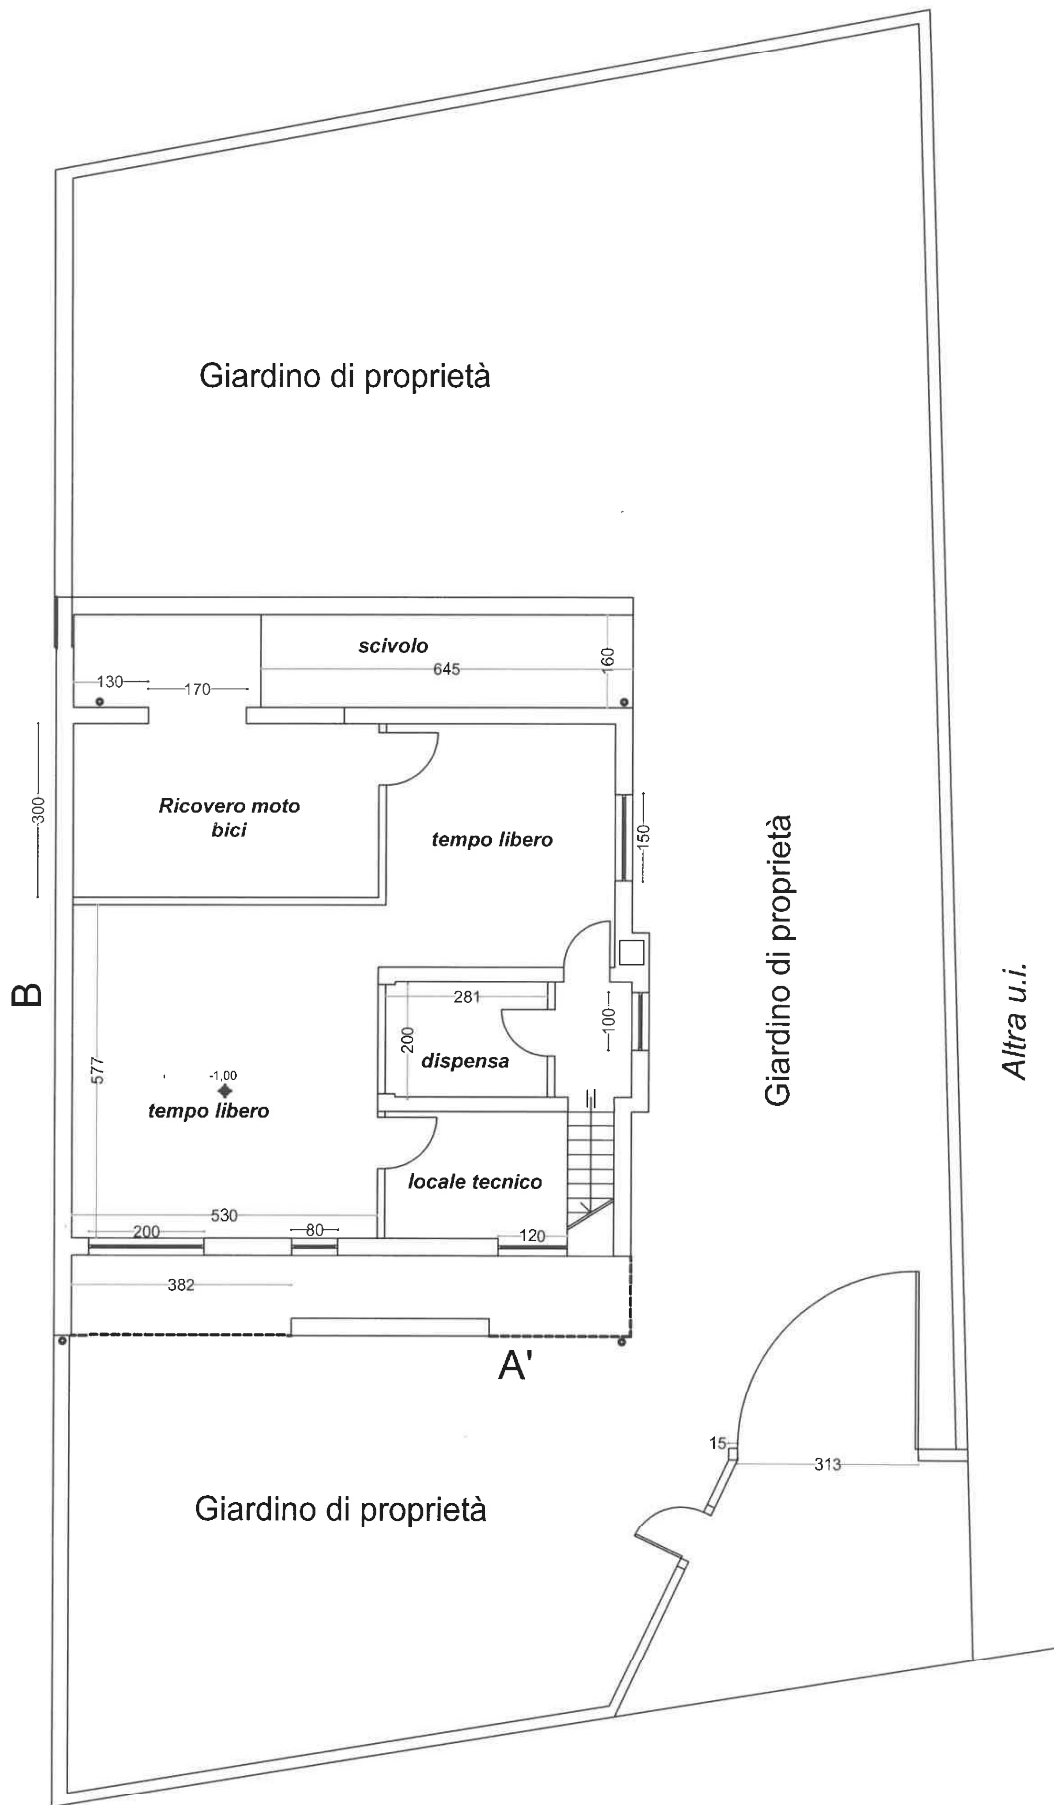 Giardino di proprietà
scivolo
645
160
130
170
300
Ricovero moto
bici
tempo libero
150
Giardino di proprietà
Altra u.i.
B
281
200
100
dispensa
577
-1,00
tempo libero
locale tecnico
530
200
80
120
382
A'
15
313
Giardino di proprietà